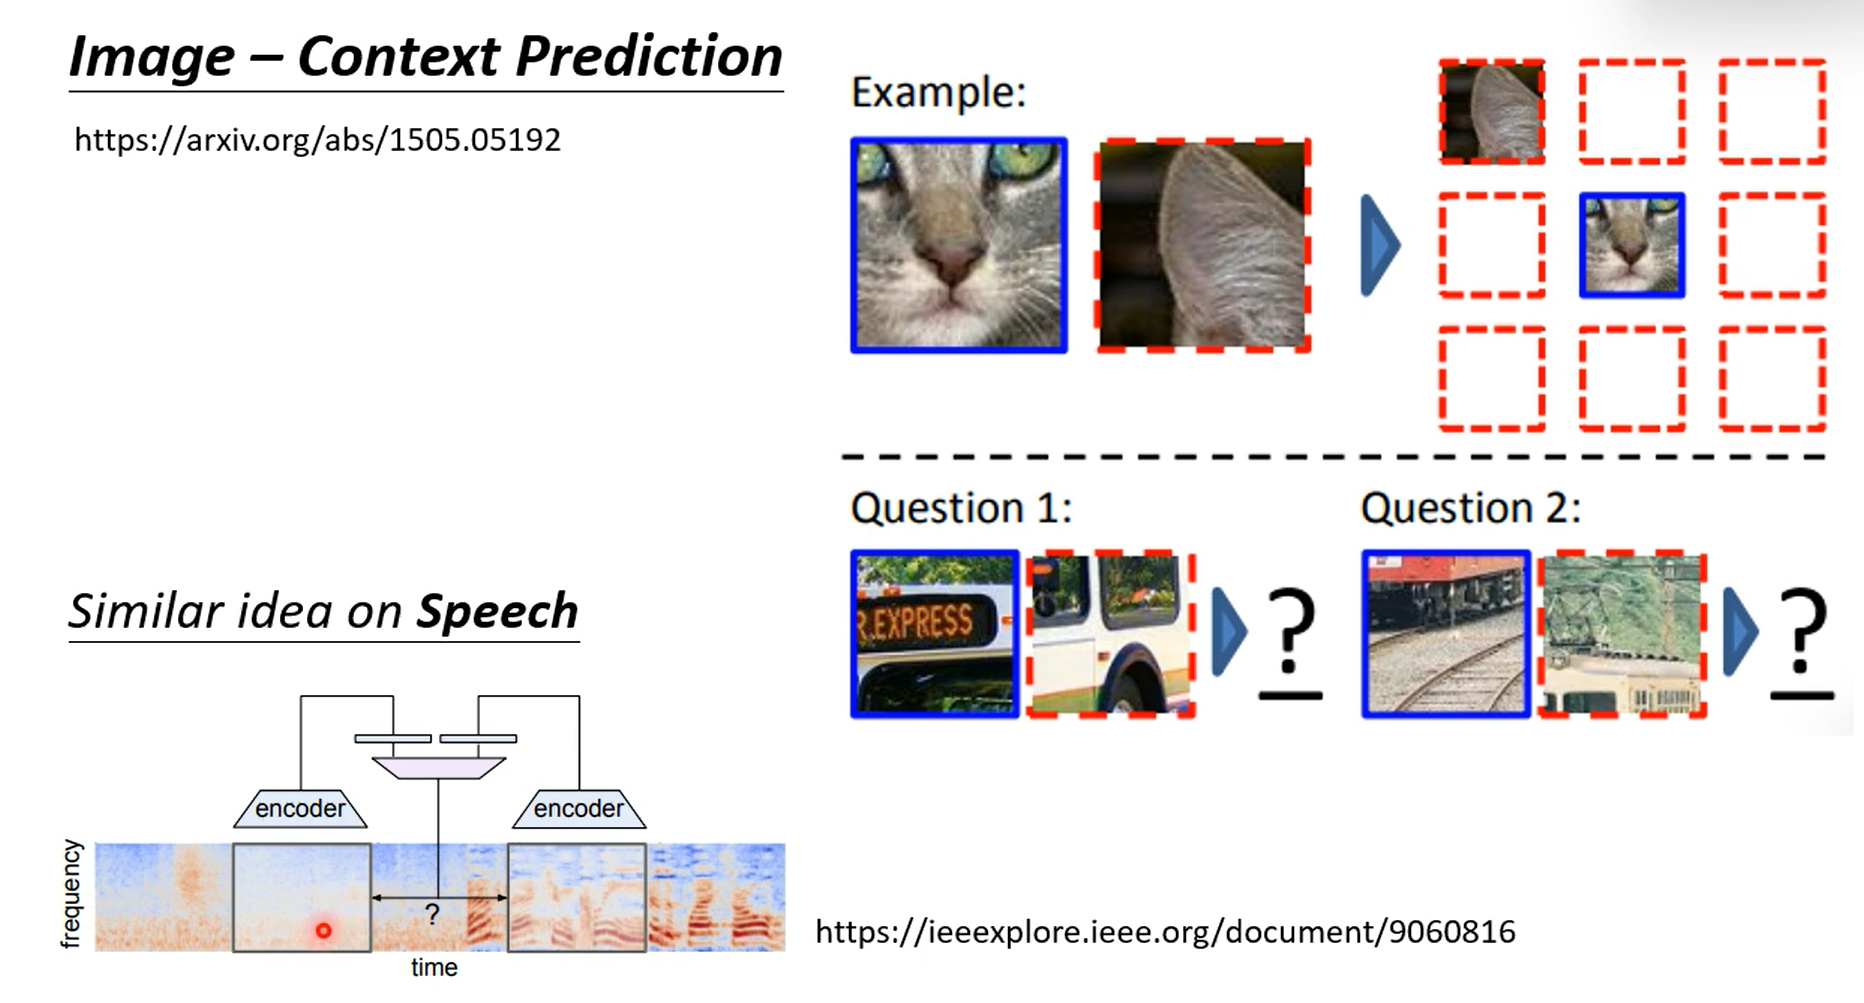 Image – Context Prediction
https://arxiv.org/abs/1505.05192
Example:
Question 1:
Question 2:
R.EXPRESS
?
?
Similar idea on Speech
encoder
encoder
frequency
?
time
https://ieeexplore.ieee.org/document/9060816